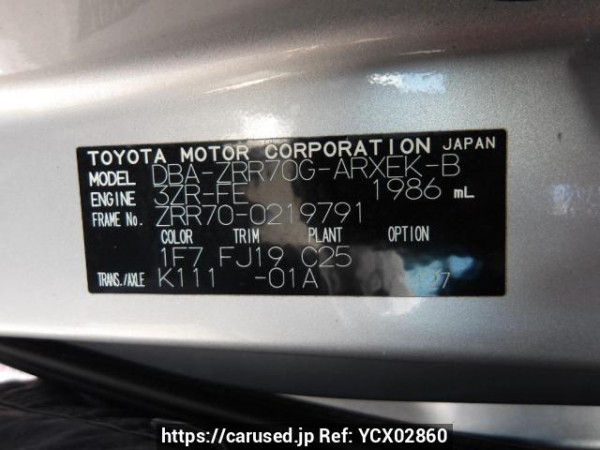 TOYOTA MOTOR CORPORATION JAPAN
MODEL DBA-ZRR70G-ARXEK-B
ENGINE 3ZR-FE 1986 mL
FRAME No. ZRR70-0219791
COLOR TRIM PLANT OPTION
1F7 FJ19 C25
TRANS./AXLE K111 -01A
https://carused.jp Ref: YCX02860